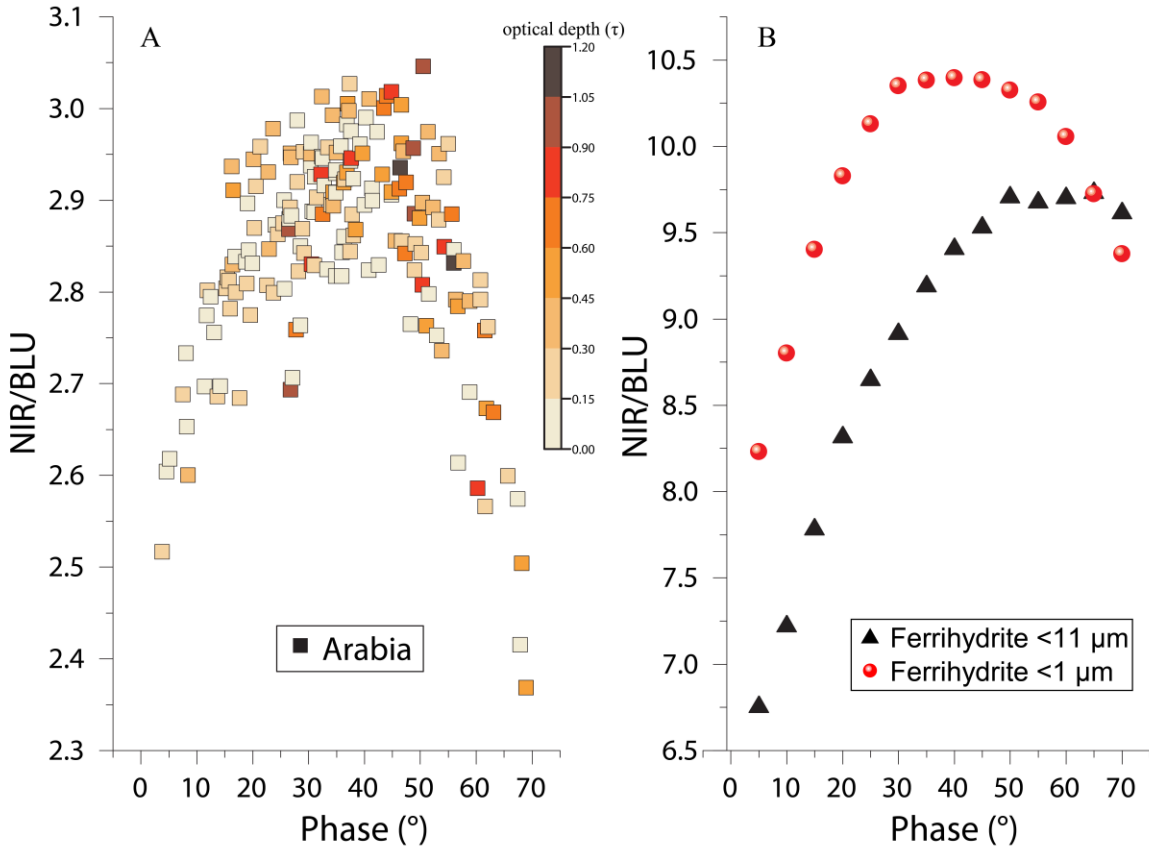 A
optical depth (τ)
1.20
1.05
0.90
0.75
0.60
0.45
0.30
0.15
0.00
3.1
3.0
2.9
2.8
2.7
2.6
2.5
2.4
2.3
NIR/BLU
Arabia
0 10 20 30 40 50 60 70
Phase (°)
B
10.5
10.0
9.5
9.0
8.5
8.0
7.5
7.0
6.5
NIR/BLU
Ferrihydrite <11 μm
Ferrihydrite <1 μm
0 10 20 30 40 50 60 70
Phase (°)